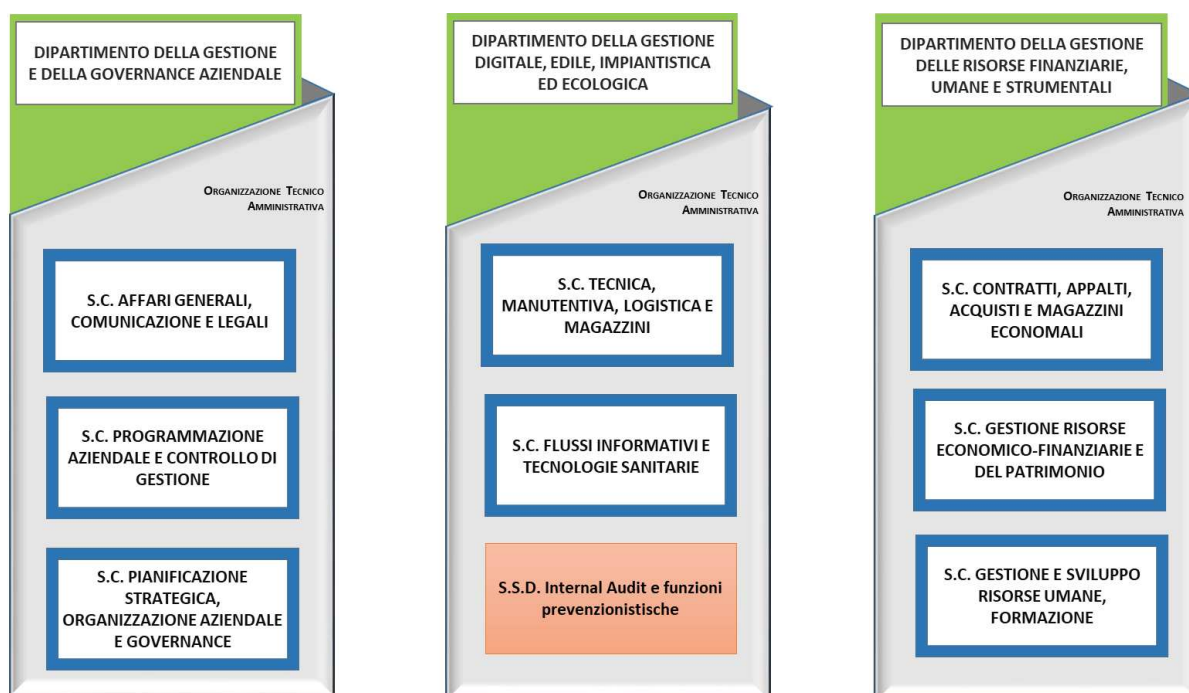 DIPARTIMENTO DELLA GESTIONE
E DELLA GOVERNANCE AZIENDALE
ORGANIZZAZIONE TECNICO
AMMINISTRATIVA
S.C. AFFARI GENERALI,
COMUNICAZIONE E LEGALI
S.C. PROGRAMMAZIONE
AZIENDALE E CONTROLLO DI
GESTIONE
S.C. PIANIFICAZIONE
STRATEGICA,
ORGANIZZAZIONE AZIENDALE
E GOVERNANCE
DIPARTIMENTO DELLA GESTIONE
DIGITALE, EDILE, IMPIANTISTICA
ED ECOLOGICA
ORGANIZZAZIONE TECNICO
AMMINISTRATIVA
S.C. TECNICA,
MANUTENTIVA, LOGISTICA E
MAGAZZINI
S.C. FLUSSI INFORMATIVI E
TECNOLOGIE SANITARIE
S.S.D. Internal Audit e funzioni
prevenzionistiche
DIPARTIMENTO DELLA GESTIONE
DELLE RISORSE FINANZIARIE,
UMANE E STRUMENTALI
ORGANIZZAZIONE TECNICO
AMMINISTRATIVA
S.C. CONTRATTI, APPALTI,
ACQUISTI E MAGAZZINI
ECONOMALI
S.C. GESTIONE RISORSE
ECONOMICO-FINANZIARIE E
DEL PATRIMONIO
S.C. GESTIONE E SVILUPPO
RISORSE UMANE,
FORMAZIONE